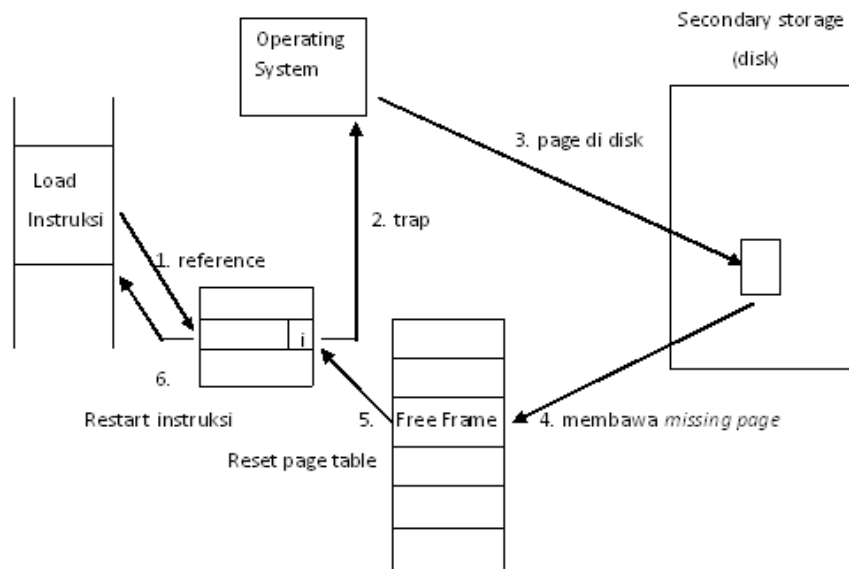 Operating
System
Secondary storage
(disk)
3. page di disk
Load
Instruksi
2. trap
1. reference
i
6.
Restart instruksi
5.
Free Frame
4. membawa missing page
Reset page table